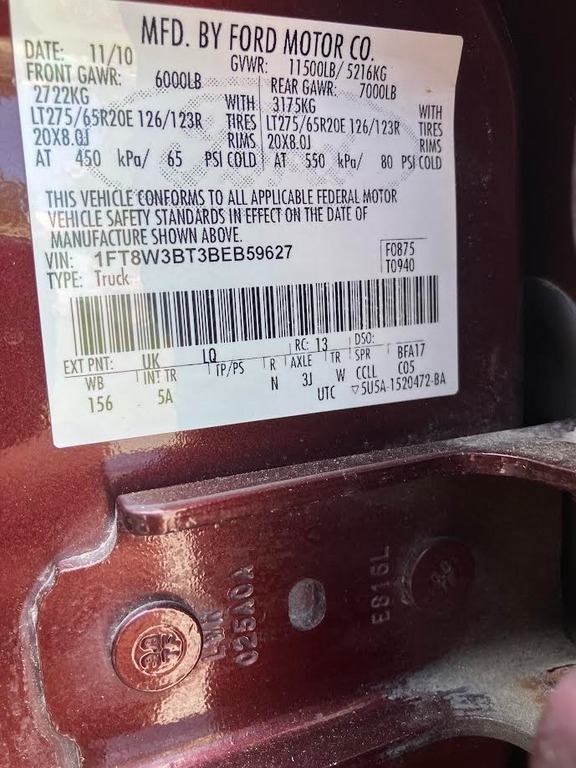 MFD. BY FORD MOTOR CO.
DATE: 11/10 GVWR: 11500LB/ 5216KG
FRONT GAWR: 6000LB REAR GAWR: 7000LB
2722KG WITH 3175KG WITH
LT275/65R20E 126/123R TIRES LT275/65R20E 126/123R TIRES
20X8.0J RIMS 20X8.0J RIMS
AT 450 kPa/ 65 PSI COLD AT 550 kPa/ 80 PSI COLD
THIS VEHICLE CONFORMS TO ALL APPLICABLE FEDERAL MOTOR
VEHICLE SAFETY STANDARDS IN EFFECT ON THE DATE OF
MANUFACTURE SHOWN ABOVE.
VIN: 1FT8W3BT3BEB59627 F0875
TYPE: Truck T0940
EXT PNT: UK LQ RC: 13 DSO:
WB INT TR TP/PS R AXLE TR SPR BFA17
156 5A N 3J W CCLL C05
UTC ▽5U5A-1520472-BA
025A0A
E816L